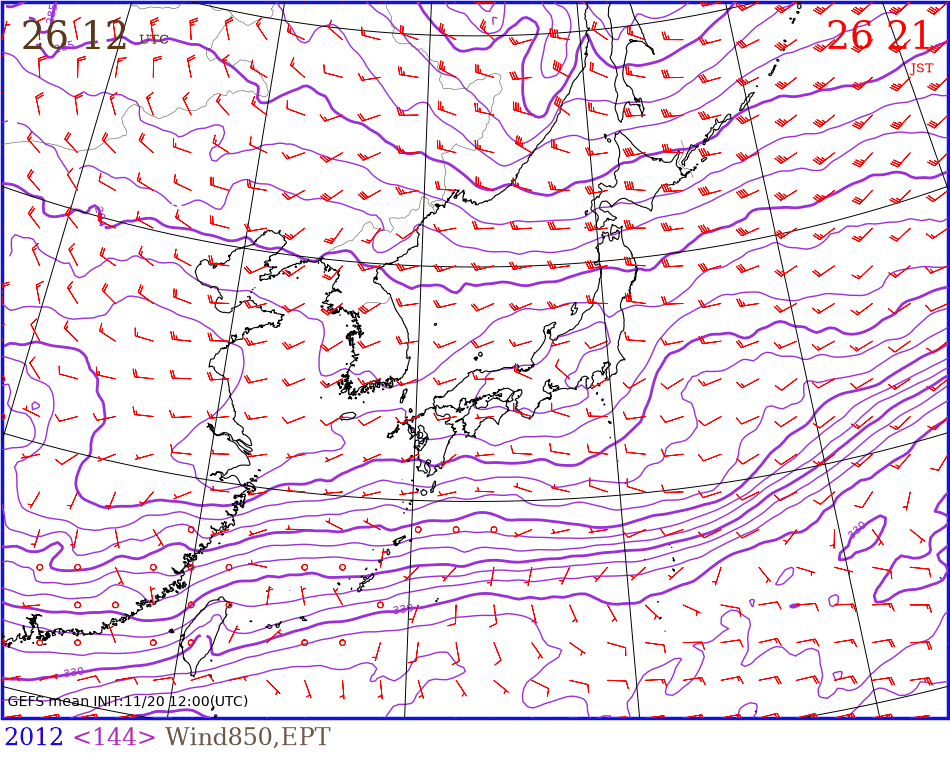 26 12 UTC
26 21
JST
330
330
330
GEFS mean INIT:11/20 12:00(UTC)
2012 <144> Wind850,EPT